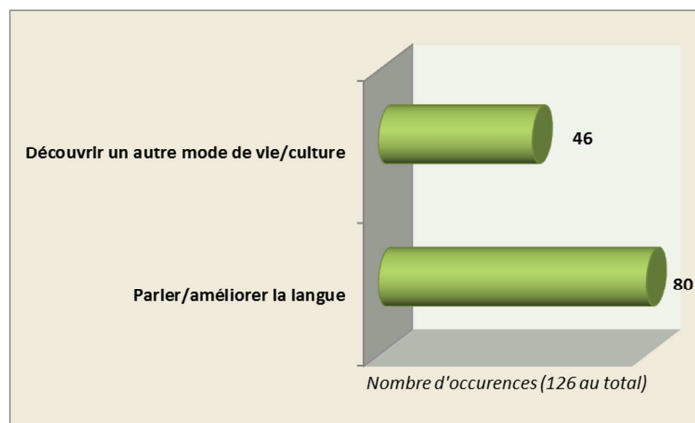 Découvrir un autre mode de vie/culture
46
Parler/améliorer la langue
80
Nombre d'occurences (126 au total)